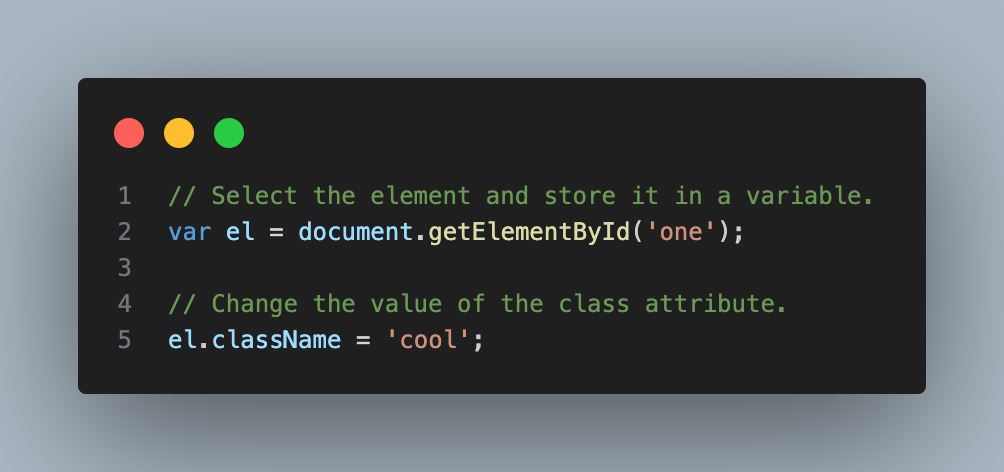 1 // Select the element and store it in a variable.
2 var el = document.getElementById('one');
3
4 // Change the value of the class attribute.
5 el.className = 'cool';